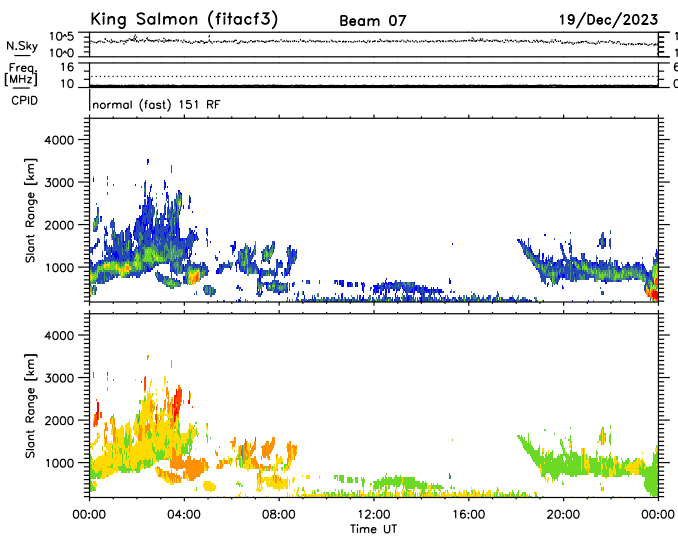 King Salmon (fitacf3) Beam 07 19/Dec/2023
N.Sky 10^5 10^0
Freq. [MHz] 16 10
CPID normal (fast) 151 RF
Slant Range [km] 4000 3000 2000 1000
Slant Range [km] 4000 3000 2000 1000
00:00 04:00 08:00 12:00 16:00 20:00 00:00
Time UT